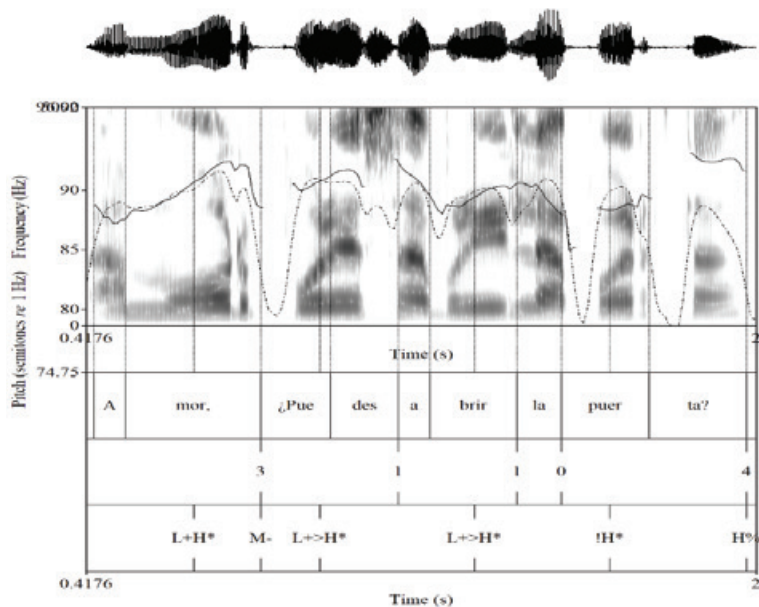 90
85
80
0
0.4176
2
Time (s)
74.75
Pitch (semitones re 1 Hz) Frequency (Hz)
A mor, ¿Pue des a brir la puer ta?
3 1 1 0 4
L+H* M- L+>H* L+>H* !H* H%
0.4176
2
Time (s)